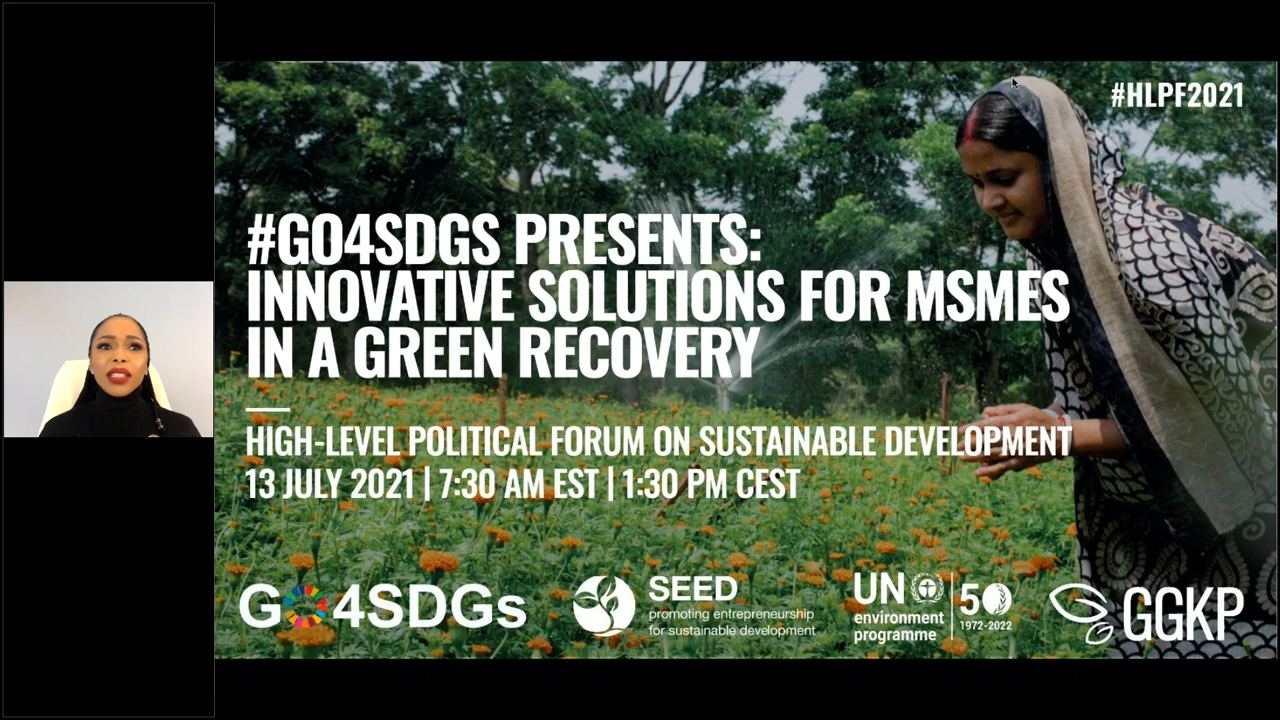 #HLPF2021
#GO4SDGS PRESENTS:
INNOVATIVE SOLUTIONS FOR MSMES
IN A GREEN RECOVERY
HIGH-LEVEL POLITICAL FORUM ON SUSTAINABLE DEVELOPMENT
13 JULY 2021 | 7:30 AM EST | 1:30 PM CEST
GO4SDGs
SEED
promoting entrepreneurship
for sustainable development
UN
environment
programme
50
1972-2022
GGKP